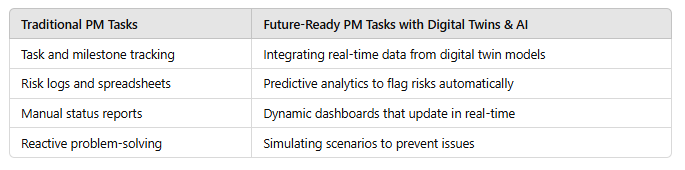 Traditional PM Tasks Future-Ready PM Tasks with Digital Twins & AI
Task and milestone tracking Integrating real-time data from digital twin models
Risk logs and spreadsheets Predictive analytics to flag risks automatically
Manual status reports Dynamic dashboards that update in real-time
Reactive problem-solving Simulating scenarios to prevent issues